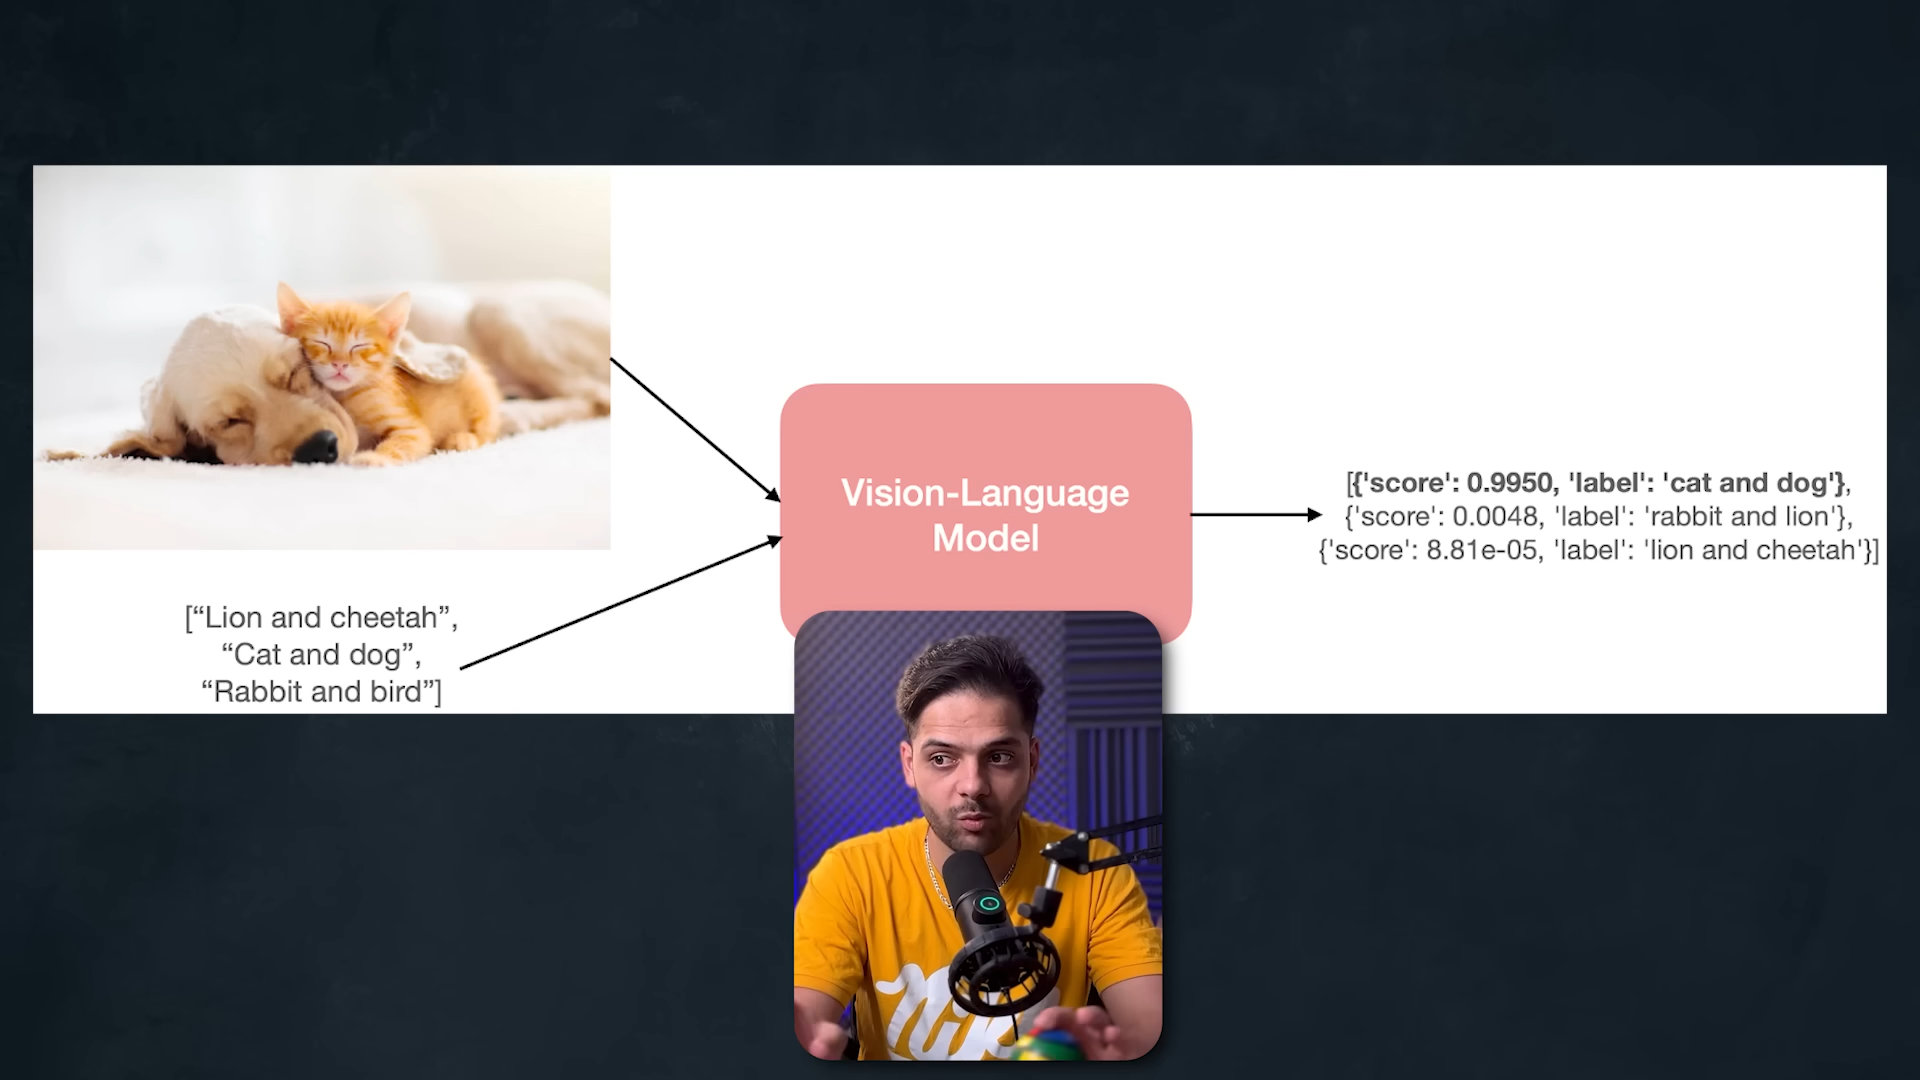 Vision-Language
Model
[{'score': 0.9950, 'label': 'cat and dog'},
{'score': 0.0048, 'label': 'rabbit and lion'},
{'score': 8.81e-05, 'label': 'lion and cheetah'}]
[“Lion and cheetah”,
“Cat and dog”,
“Rabbit and bird”]